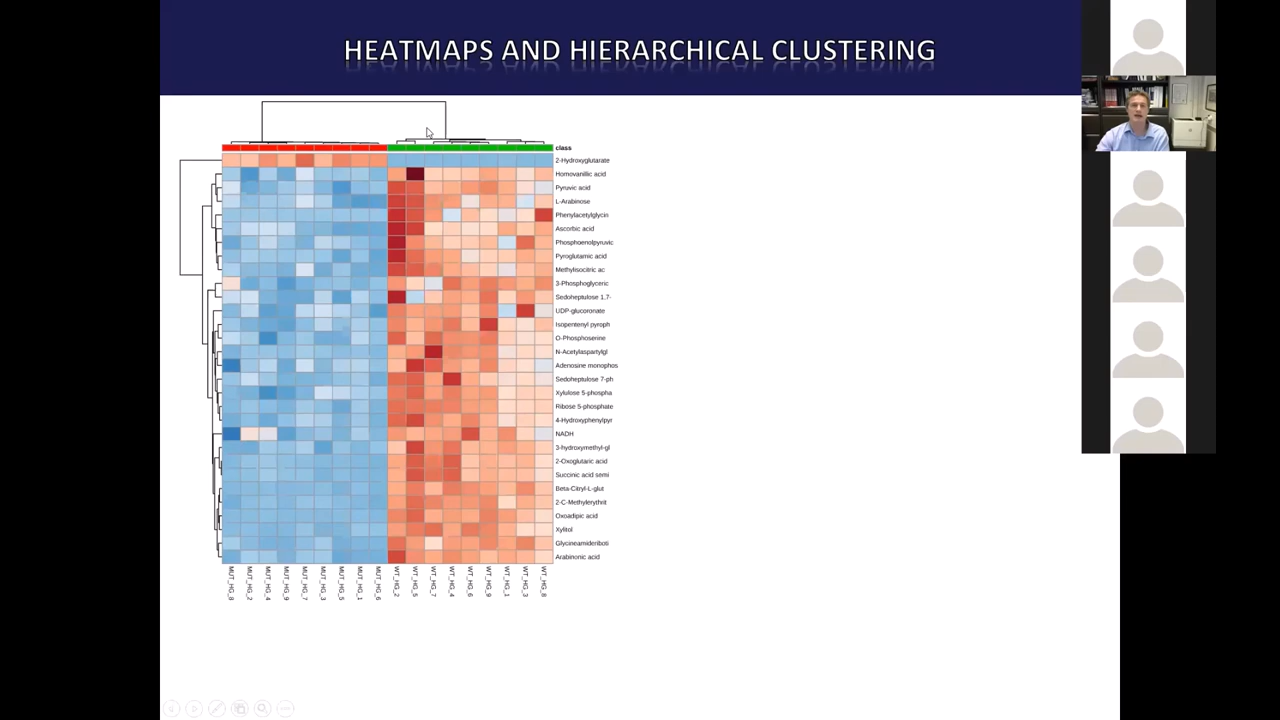 HEATMAPS AND HIERARCHICAL CLUSTERING
class
2-Hydroxyglutarate
Homovanillic acid
Pyruvic acid
L-Arabinose
Phenylacetylglycin
Ascorbic acid
Phosphoenolpyruvic
Pyroglutamic acid
Methylisocitric ac
3-Phosphoglyceric
Sedoheptulose 1,7-
UDP-glucoronate
Isopentenyl pyroph
O-Phosphoserine
N-Acetylaspartylgl
Adenosine monophos
Sedoheptulose 7-ph
Xylulose 5-phospha
Ribose 5-phosphate
4-Hydroxyphenylpyr
NADH
3-hydroxymethyl-gl
2-Oxoglutaric acid
Succinic acid semi
Beta-Citryl-L-glut
2-C-Methylerythrit
Oxoadipic acid
Xylitol
Glycineamideriboti
Arabinonic acid
MUT_HG_8
MUT_HG_2
MUT_HG_4
MUT_HG_9
MUT_HG_7
MUT_HG_3
MUT_HG_5
MUT_HG_1
MUT_HG_6
WT_HG_2
WT_HG_5
WT_HG_7
WT_HG_4
WT_HG_6
WT_HG_9
WT_HG_1
WT_HG_3
WT_HG_8